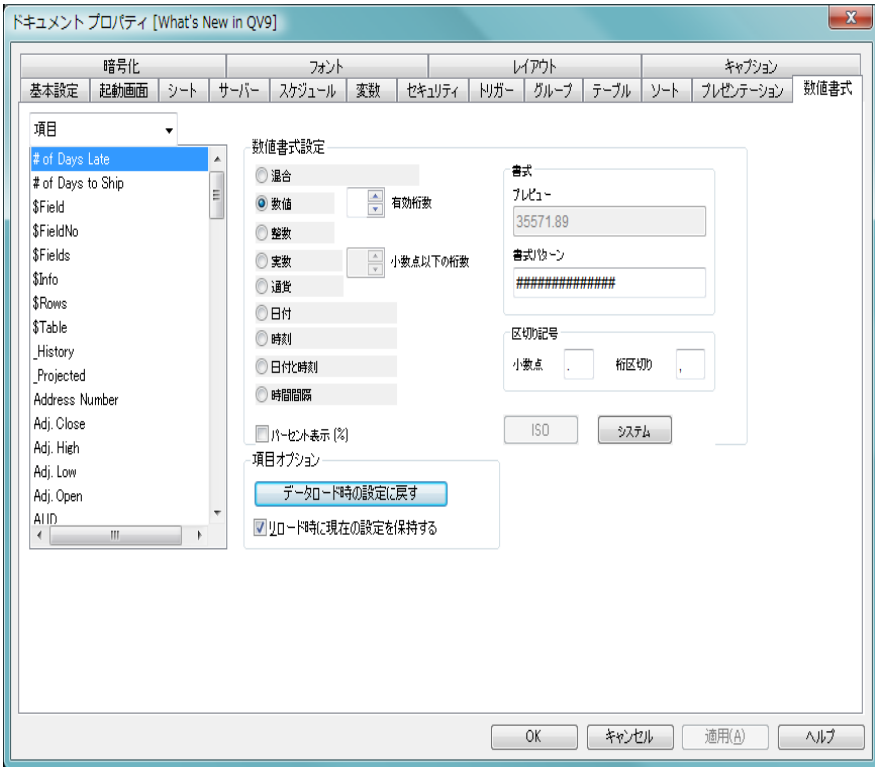 ドキュメント プロパティ [What's New in QV9]
暗号化 フォント レイアウト キャプション
基本設定 起動画面 シート サーバー スケジュール 変数 セキュリティ トリガー グループ テーブル ソート プレゼンテーション 数値書式
項目
# of Days Late
# of Days to Ship
$Field
$FieldNo
$Fields
$Info
$Rows
$Table
_History
_Projected
Address Number
Adj. Close
Adj. High
Adj. Low
Adj. Open
AUD
数値書式設定
混合
数値 有効桁数
整数
実数 小数点以下の桁数
通貨
日付
時刻
日付と時刻
時間間隔
パーセント表示 (%)
書式
プレビュー
35571.89
書式パターン
##############
区切り記号
小数点 . 桁区切り ,
ISO システム
項目オプション
データロード時の設定に戻す
リロード時に現在の設定を保持する
OK キャンセル 適用(A) ヘルプ